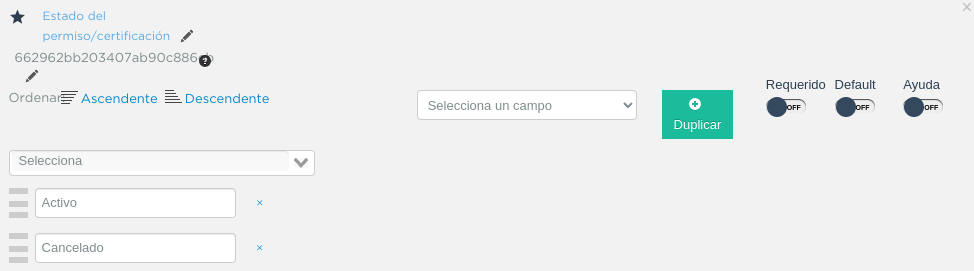 Estado del
permiso/certificación
662962bb203407ab90c886
Ordenar Ascendente Descendente
Selecciona un campo
Duplicar
Requerido Default Ayuda
OFF OFF OFF
Selecciona
Activo ×
Cancelado ×